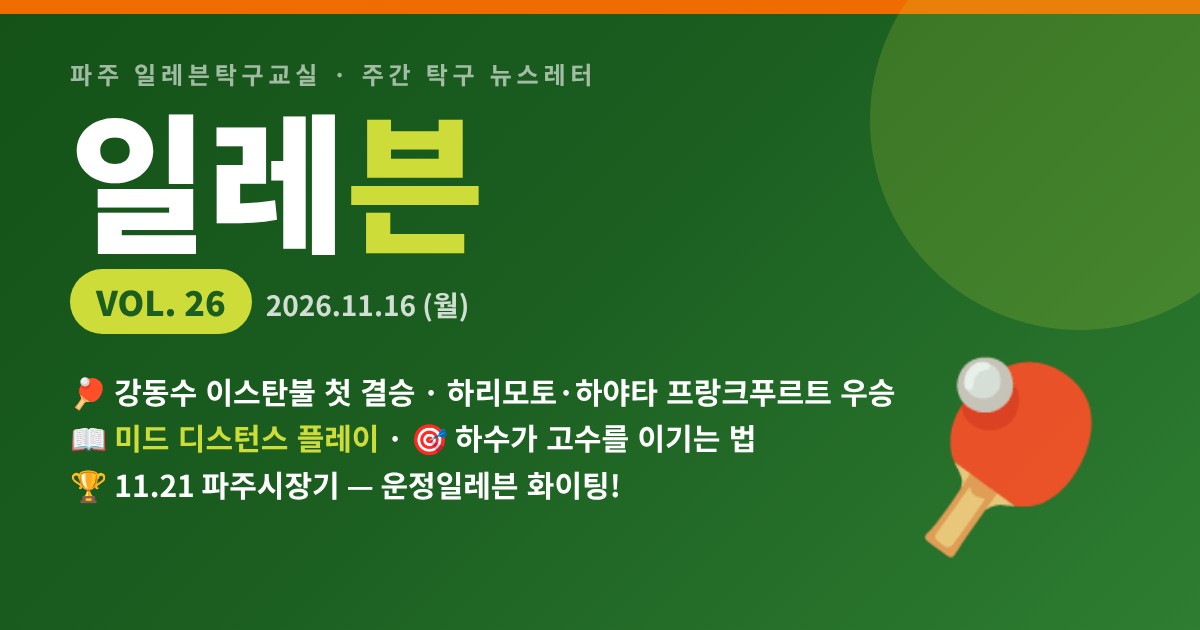 파주 일레븐탁구교실 · 주간 탁구 뉴스레터
일레븐
VOL. 26 2026.11.16 (월)
🏓 강동수 이스탄불 첫 결승 · 하리모토·하야타 프랑크푸르트 우승
📖 미드 디스턴스 플레이 · 🎯 하수가 고수를 이기는 법
🏆 11.21 파주시장기 — 운정일레븐 화이팅!